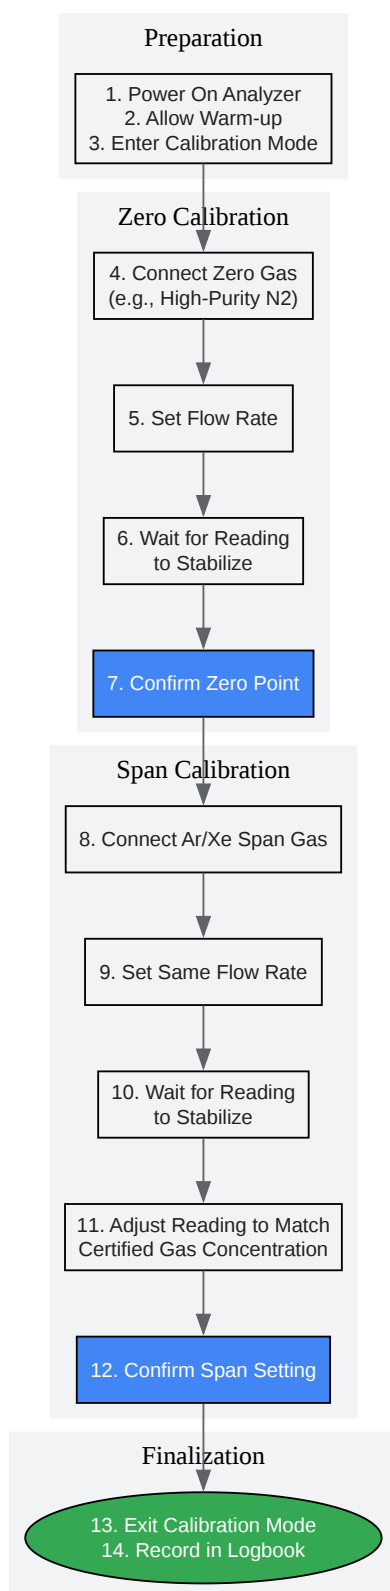 Preparation
1. Power On Analyzer
2. Allow Warm-up
3. Enter Calibration Mode
Zero Calibration
4. Connect Zero Gas
(e.g., High-Purity N2)
5. Set Flow Rate
6. Wait for Reading
to Stabilize
7. Confirm Zero Point
Span Calibration
8. Connect Ar/Xe Span Gas
9. Set Same Flow Rate
10. Wait for Reading
to Stabilize
11. Adjust Reading to Match
Certified Gas Concentration
12. Confirm Span Setting
Finalization
13. Exit Calibration Mode
14. Record in Logbook